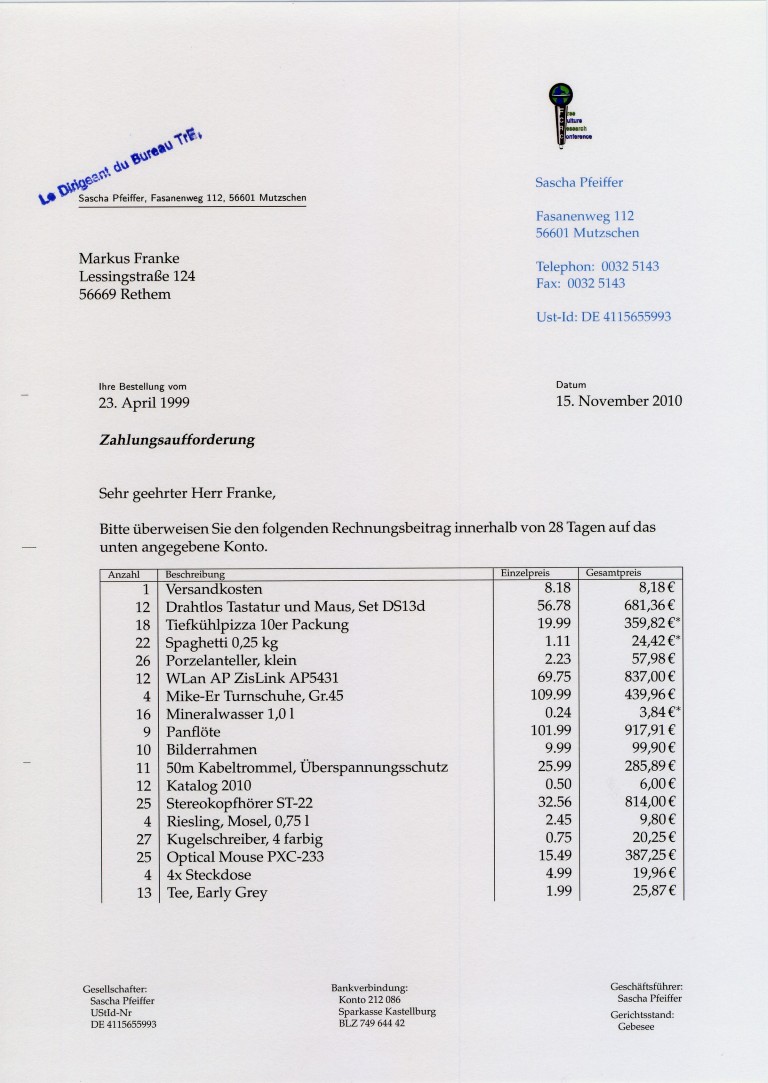 Le Dirigeant du Bureau TrE,
Free
Culture
Research
Conference
Sascha Pfeiffer, Fasanenweg 112, 56601 Mutzschen
Markus Franke
Lessingstraße 124
56669 Rethem
Sascha Pfeiffer
Fasanenweg 112
56601 Mutzschen
Telephon: 0032 5143
Fax: 0032 5143
Ust-Id: DE 4115655993
Ihre Bestellung vom
23. April 1999
Datum
15. November 2010
Zahlungsaufforderung
Sehr geehrter Herr Franke,
Bitte überweisen Sie den folgenden Rechnungsbeitrag innerhalb von 28 Tagen auf das
unten angegebene Konto.
Anzahl Beschreibung Einzelpreis Gesamtpreis
1 Versandkosten 8.18 8,18 €
12 Drahtlos Tastatur und Maus, Set DS13d 56.78 681,36 €
18 Tiefkühlpizza 10er Packung 19.99 359,82 €*
22 Spaghetti 0,25 kg 1.11 24,42 €*
26 Porzelanteller, klein 2.23 57,98 €
12 WLan AP ZisLink AP5431 69.75 837,00 €
4 Mike-Er Turnschuhe, Gr.45 109.99 439,96 €
16 Mineralwasser 1,0 l 0.24 3,84 €*
9 Panflöte 101.99 917,91 €
10 Bilderrahmen 9.99 99,90 €
11 50m Kabeltrommel, Überspannungsschutz 25.99 285,89 €
12 Katalog 2010 0.50 6,00 €
25 Stereokopfhörer ST-22 32.56 814,00 €
4 Riesling, Mosel, 0,75 l 2.45 9,80 €
27 Kugelschreiber, 4 farbig 0.75 20,25 €
25 Optical Mouse PXC-233 15.49 387,25 €
4 4x Steckdose 4.99 19,96 €
13 Tee, Early Grey 1.99 25,87 €
Gesellschafter:
Sascha Pfeiffer
UStId-Nr
DE 4115655993
Bankverbindung:
Konto 212 086
Sparkasse Kastellburg
BLZ 749 644 42
Geschäftsführer:
Sascha Pfeiffer
Gerichtsstand:
Gebesee